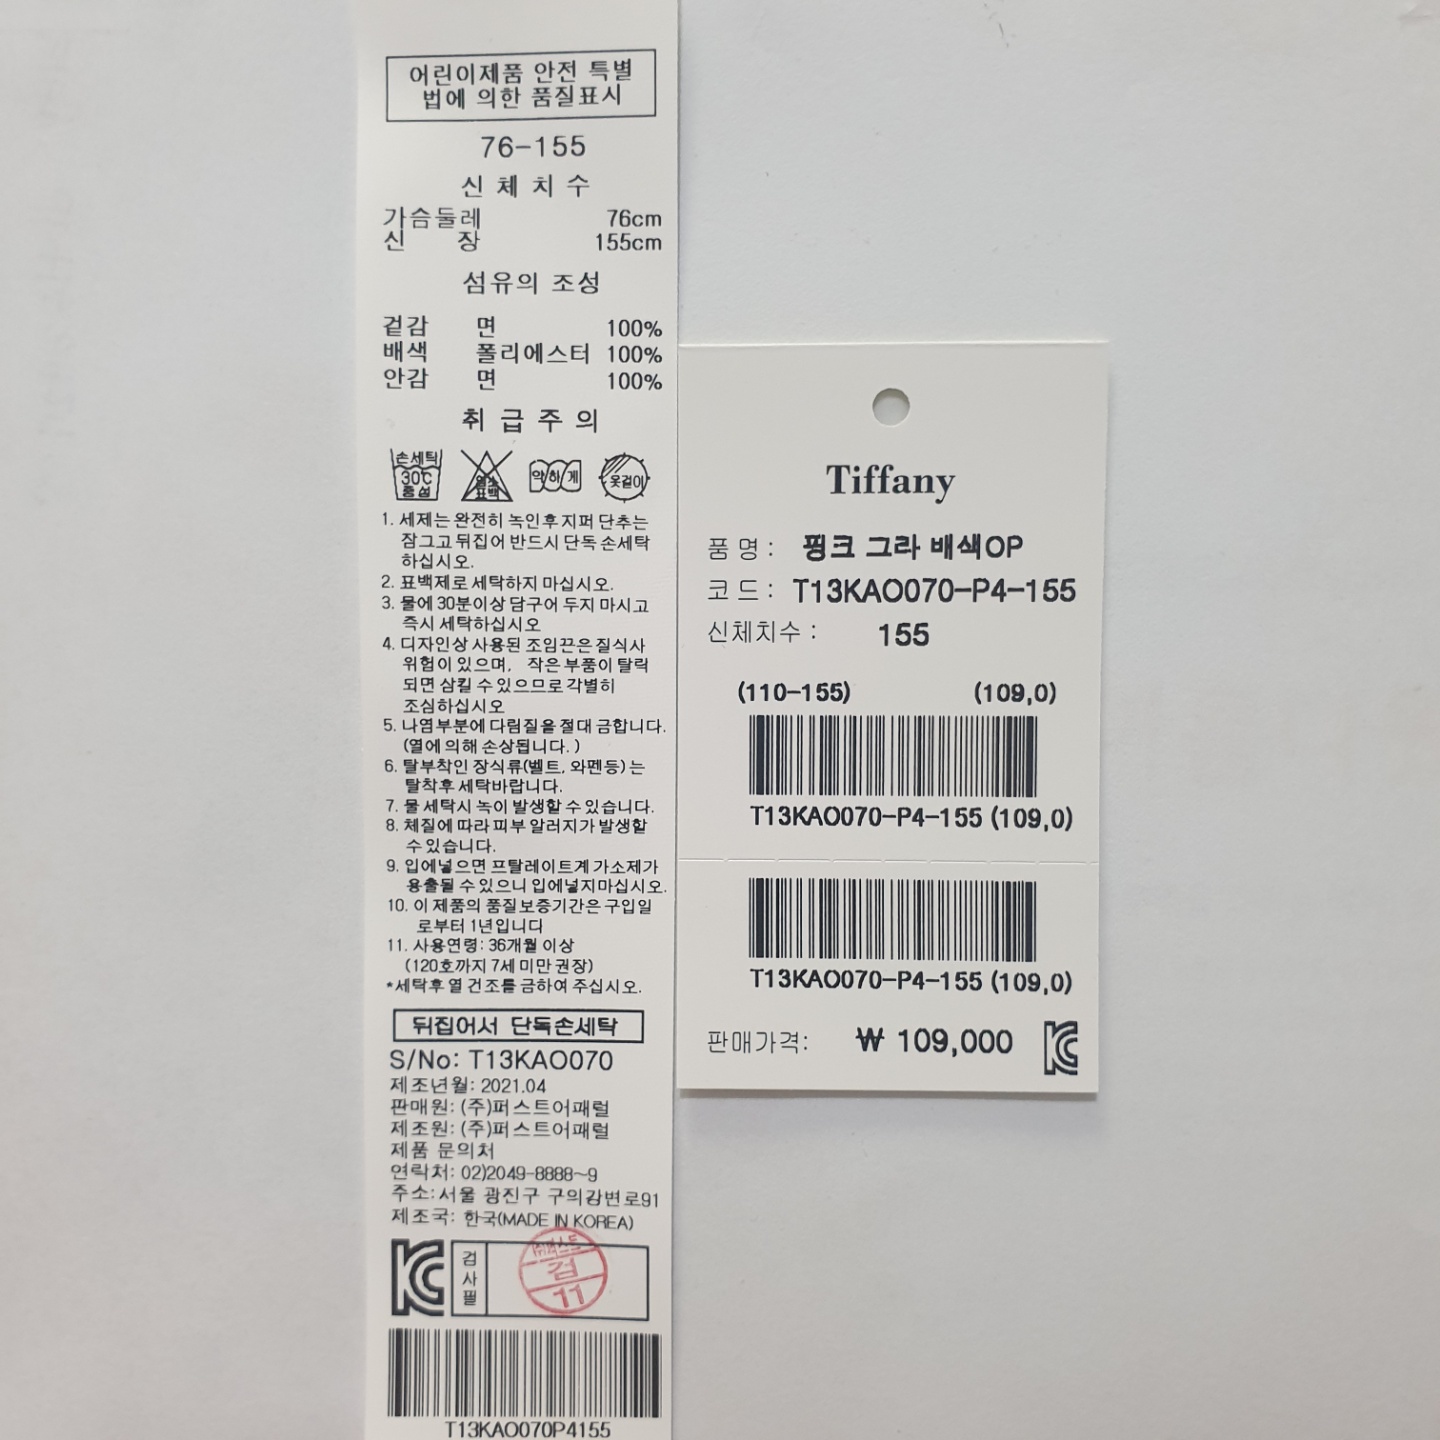 어린이제품 안전 특별
법에 의한 품질표시
76-155
신 체 치 수
가슴둘레 76cm
신 장 155cm
섬유의 조성
겉감 면 100%
배색 폴리에스터 100%
안감 면 100%
취 급 주 의
손세탁
30℃
중성
염소
표백
약하게
옷걸이
1. 세제는 완전히 녹인후 지퍼 단추는
잠그고 뒤집어 반드시 단독 손세탁
하십시오.
2. 표백제로 세탁하지 마십시오.
3. 물에 30분이상 담구어 두지 마시고
즉시 세탁하십시오
4. 디자인상 사용된 조임끈은 질식사
위험이 있으며, 작은 부품이 탈락
되면 삼킬 수 있으므로 각별히
조심하십시오
5. 나염부분에 다림질을 절대 금합니다.
(열에 의해 손상됩니다. )
6. 탈부착인 장식류(벨트, 와펜등) 는
탈착후 세탁바랍니다.
7. 물 세탁시 녹이 발생할 수 있습니다.
8. 체질에 따라 피부 알러지가 발생할
수 있습니다.
9. 입에넣으면 프탈레이트계 가소제가
용출될 수 있으니 입에넣지마십시오.
10. 이 제품의 품질보증기간은 구입일
로부터 1년입니다
11. 사용연령: 36개월 이상
(120호까지 7세 미만 권장)
*세탁후 열 건조를 금하여 주십시오.
뒤집어서 단독손세탁
S/No: T13KAO070
제조년월: 2021.04
판매원: (주)퍼스트어패럴
제조원: (주)퍼스트어패럴
제품 문의처
연락처: 02)2049-8888~9
주소: 서울 광진구 구의강변로91
제조국: 한국(MADE IN KOREA)
KC
검사필
검
11
T13KAO070P4155
Tiffany
품 명 : 핑크 그라 배색OP
코 드 : T13KAO070-P4-155
신체치수 : 155
(110-155) (109,0)
T13KAO070-P4-155 (109,0)
T13KAO070-P4-155 (109,0)
판매가격: ₩ 109,000
KC